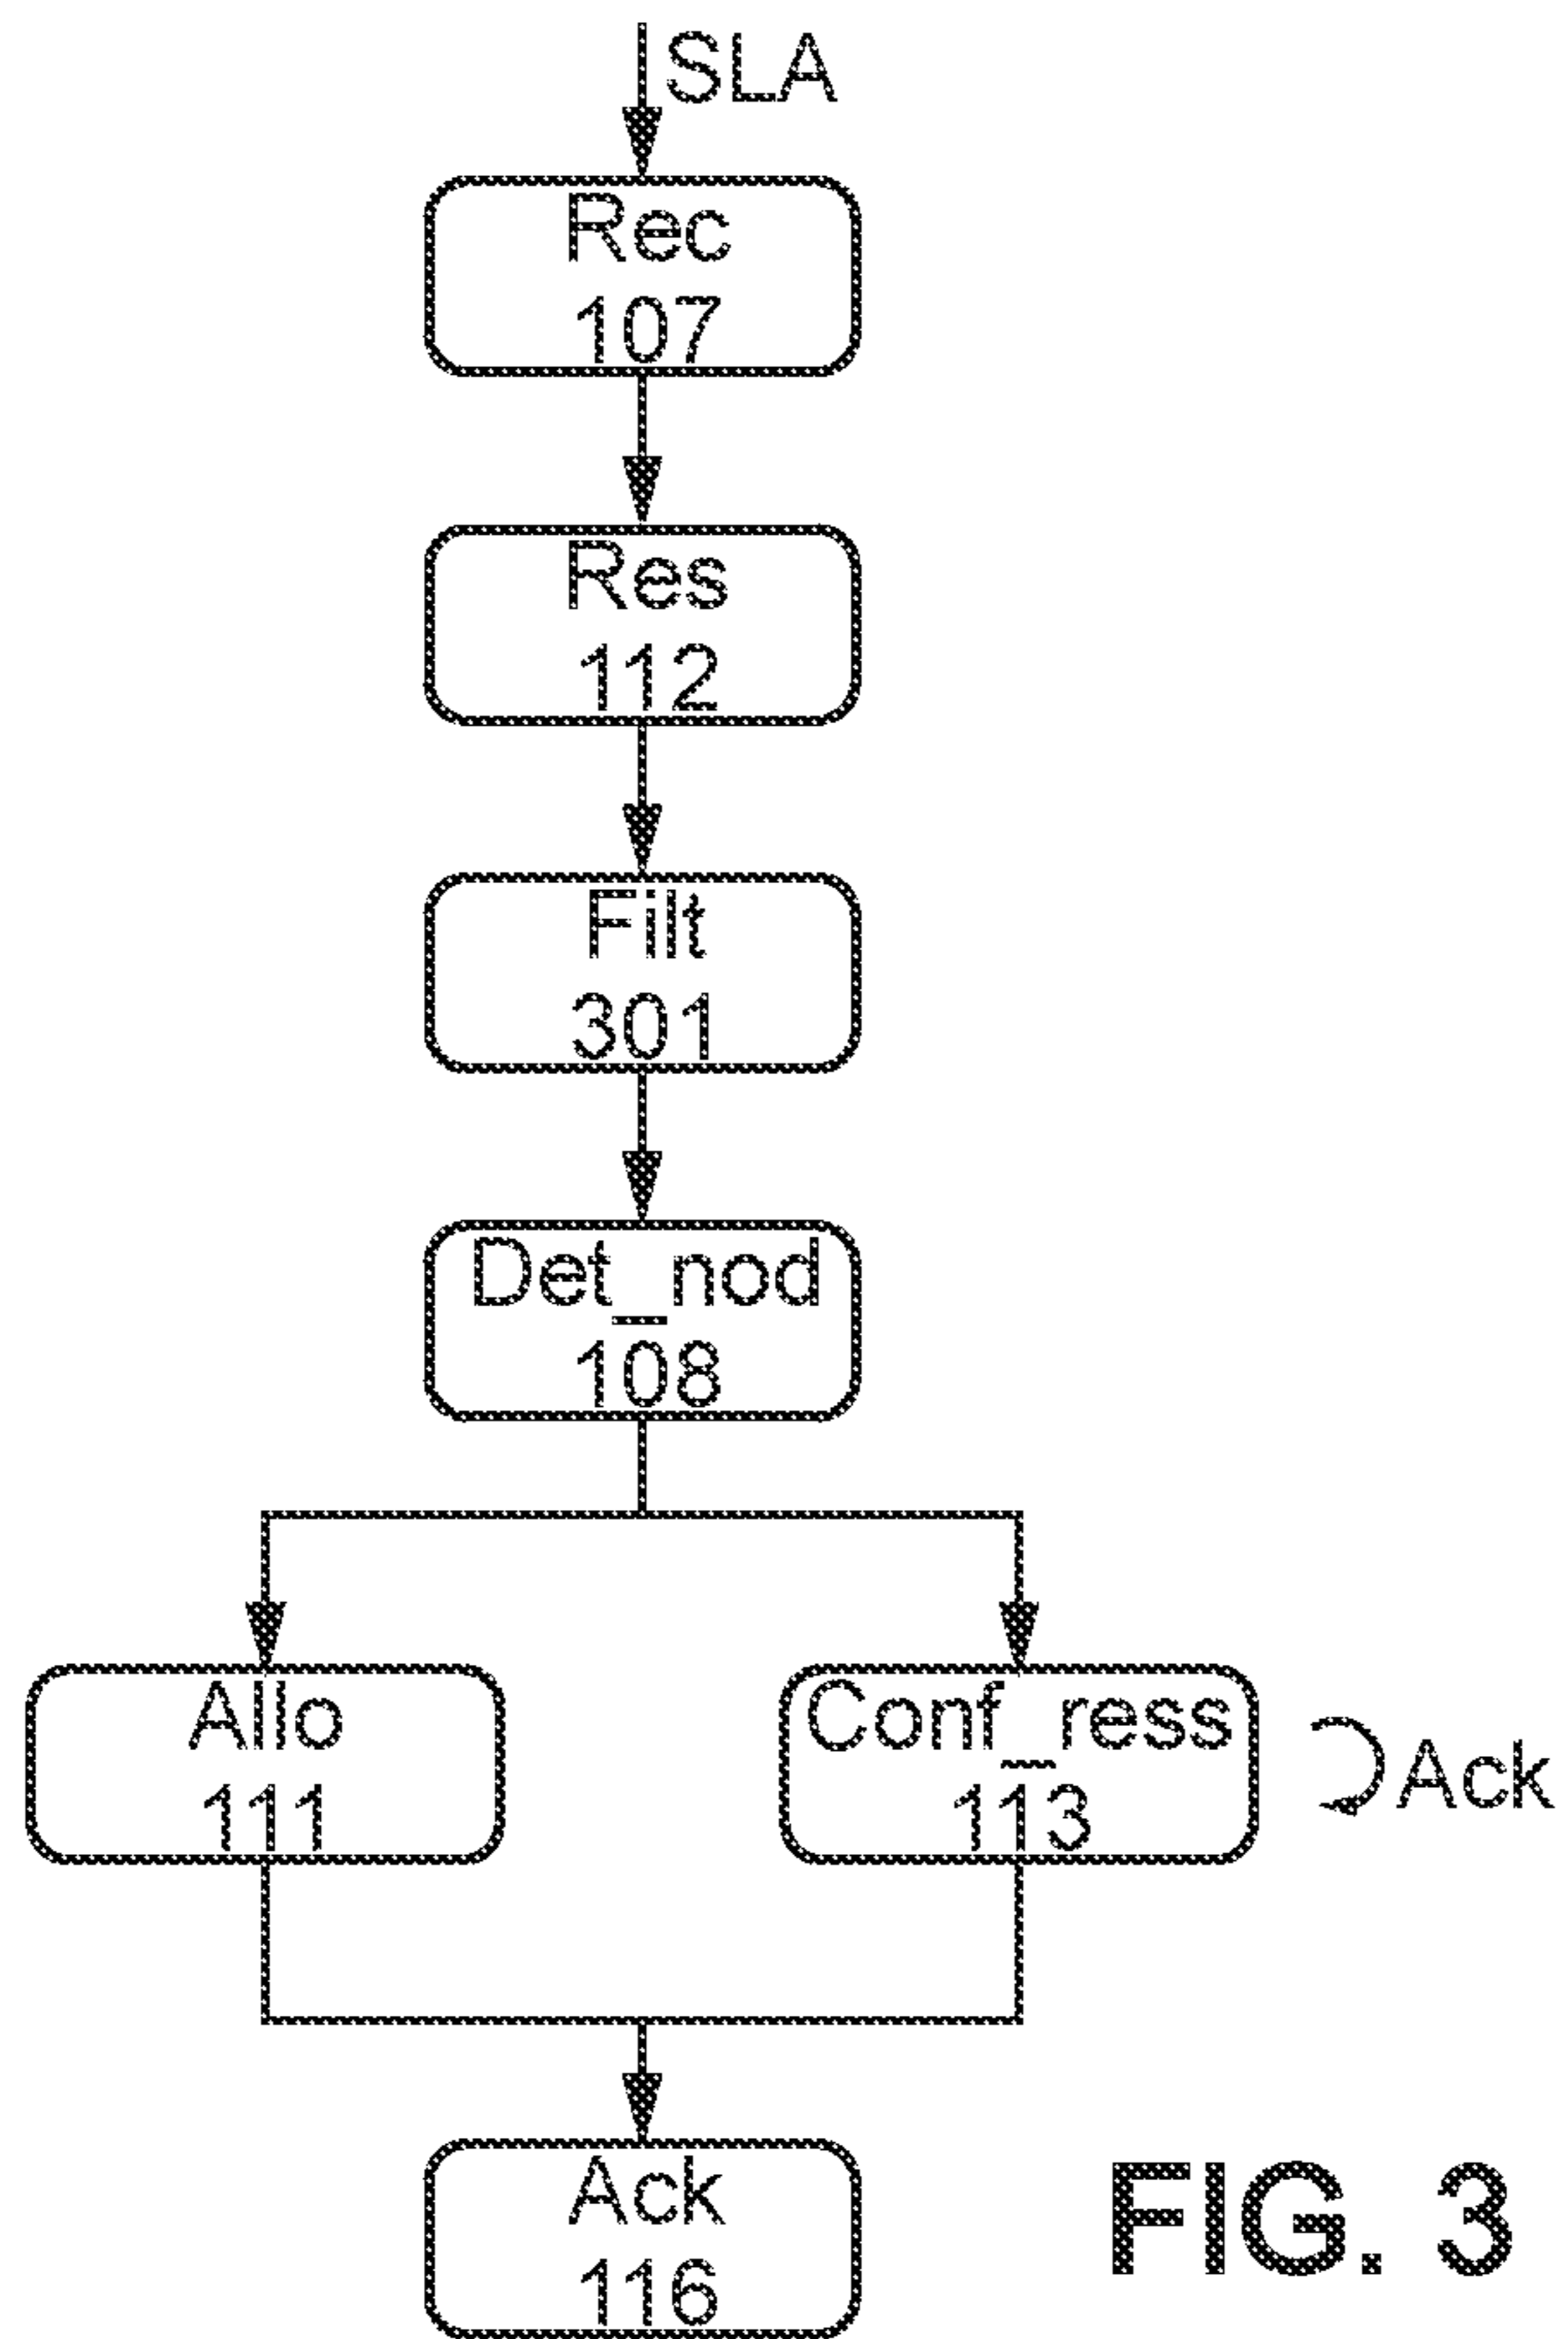 SLA
Rec
107
Res
112
Filt
301
Det_nod
108
Allo
111
Conf_ress
113
Ack
Ack
116
FIG. 3